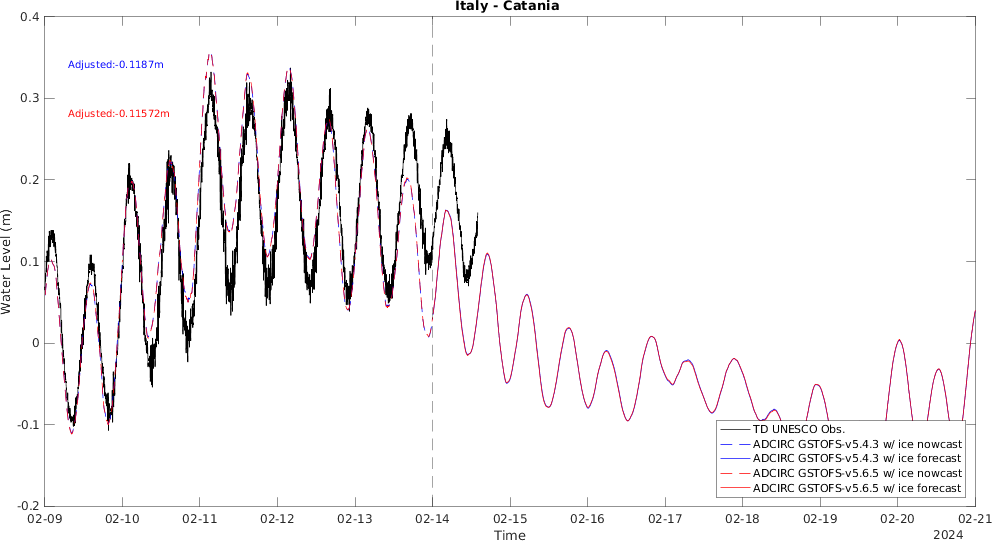 Italy - Catania
0.4
0.3
0.2
0.1
0
-0.1
-0.2
Water Level (m)
Adjusted:-0.1187m
Adjusted:-0.11572m
TD UNESCO Obs.
ADCIRC GSTOFS-v5.4.3 w/ ice nowcast
ADCIRC GSTOFS-v5.4.3 w/ ice forecast
ADCIRC GSTOFS-v5.6.5 w/ ice nowcast
ADCIRC GSTOFS-v5.6.5 w/ ice forecast
02-09 02-10 02-11 02-12 02-13 02-14 02-15 02-16 02-17 02-18 02-19 02-20 02-21
Time
2024